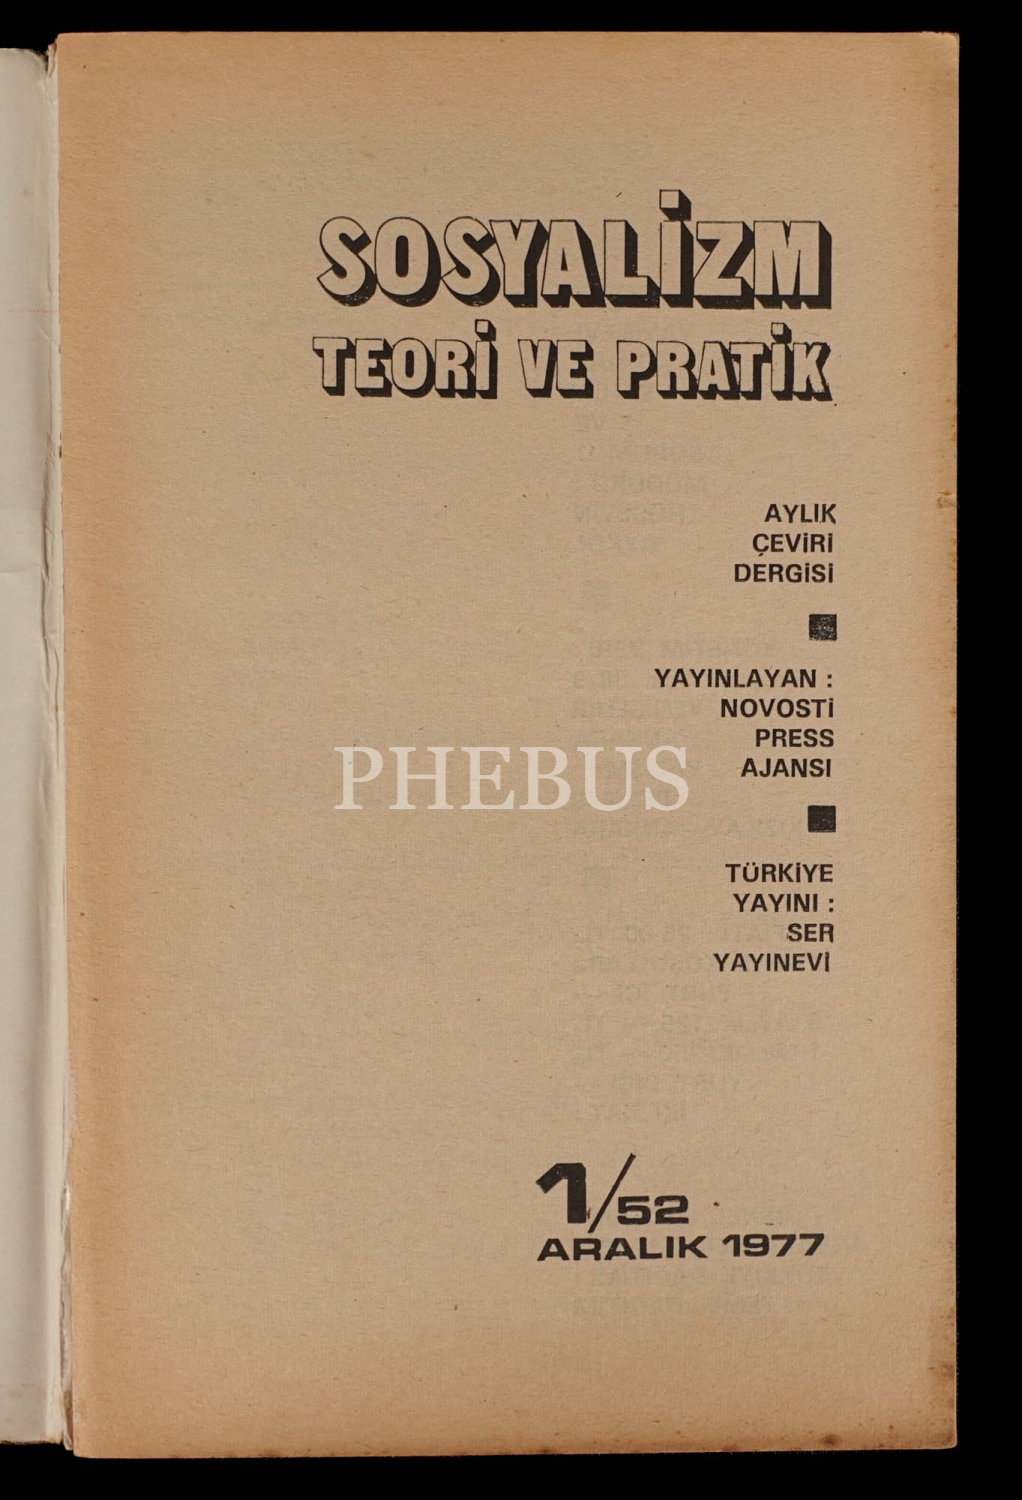 SOSYALİZM
TEORİ VE PRATİK
AYLIK
ÇEVİRİ
DERGİSİ
YAYINLAYAN :
NOVOSTİ
PRESS
AJANSI
PHEBUS
TÜRKİYE
YAYINI :
SER
YAYINEVİ
1/52
ARALIK 1977